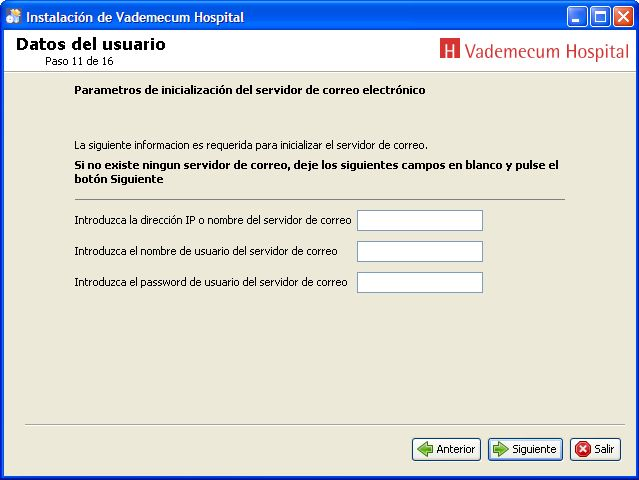 Instalación de Vademecum Hospital
Datos del usuario
Paso 11 de 16
H Vademecum Hospital
Parametros de inicialización del servidor de correo electrónico
La siguiente informacion es requerida para inicializar el servidor de correo.
Si no existe ningun servidor de correo, deje los siguientes campos en blanco y pulse el
botón Siguiente
Introduzca la dirección IP o nombre del servidor de correo
Introduzca el nombre de usuario del servidor de correo
Introduzca el password de usuario del servidor de correo
Anterior
Siguiente
Salir